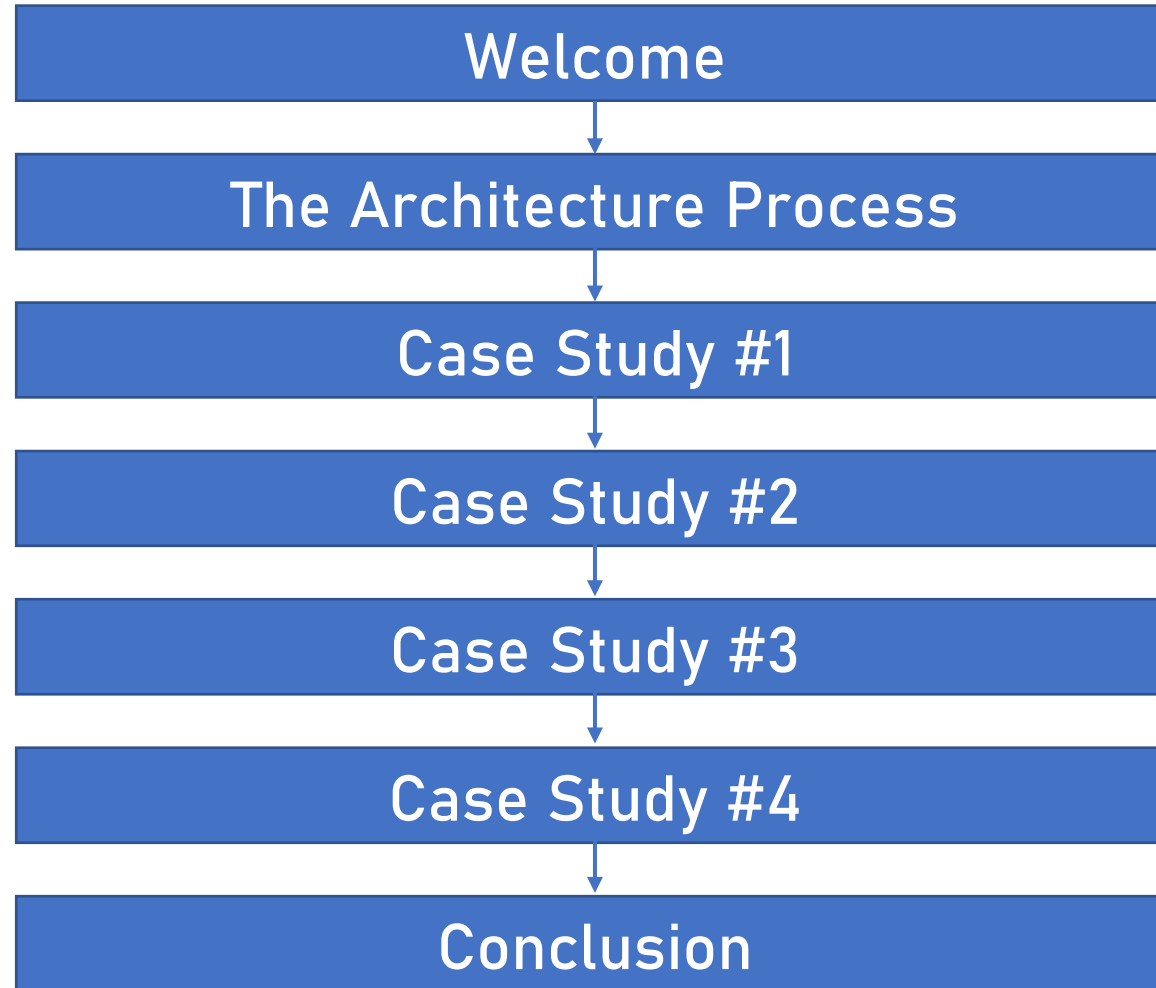 Welcome
The Architecture Process
Case Study #1
Case Study #2
Case Study #3
Case Study #4
Conclusion